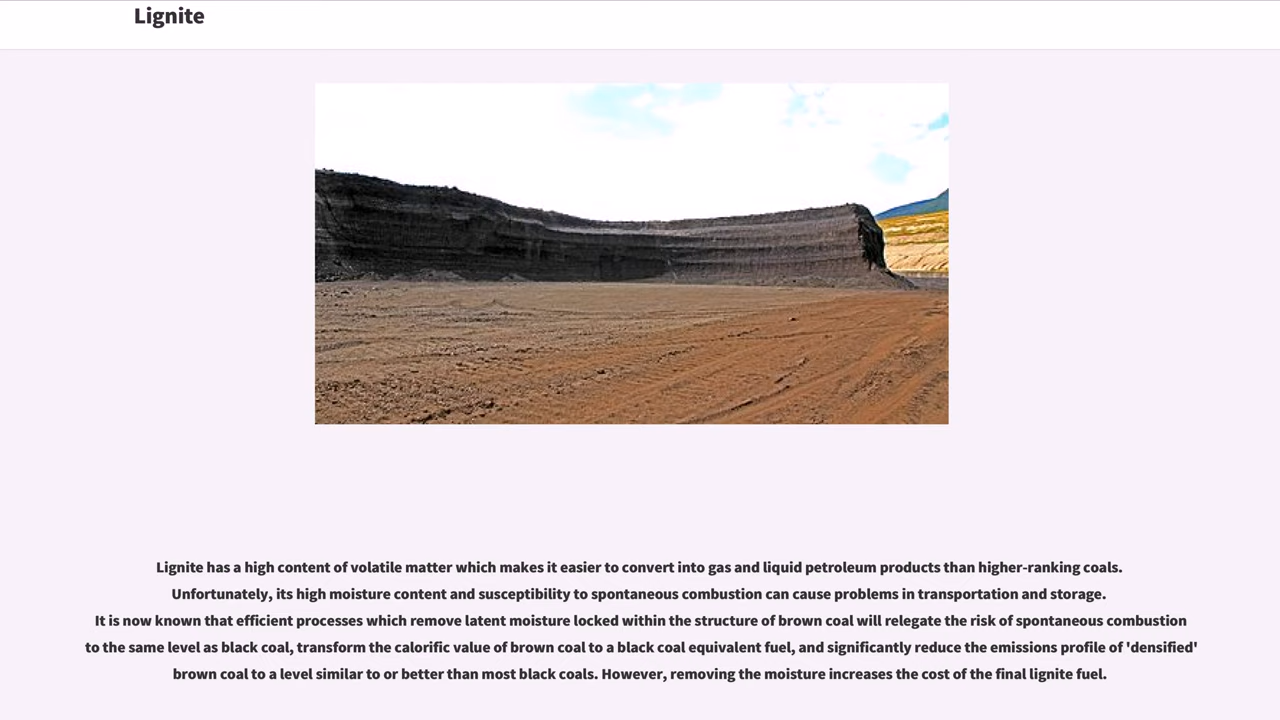 Lignite
Lignite has a high content of volatile matter which makes it easier to convert into gas and liquid petroleum products than higher-ranking coals.
Unfortunately, its high moisture content and susceptibility to spontaneous combustion can cause problems in transportation and storage.
It is now known that efficient processes which remove latent moisture locked within the structure of brown coal will relegate the risk of spontaneous combustion
to the same level as black coal, transform the calorific value of brown coal to a black coal equivalent fuel, and significantly reduce the emissions profile of 'densified'
brown coal to a level similar to or better than most black coals. However, removing the moisture increases the cost of the final lignite fuel.